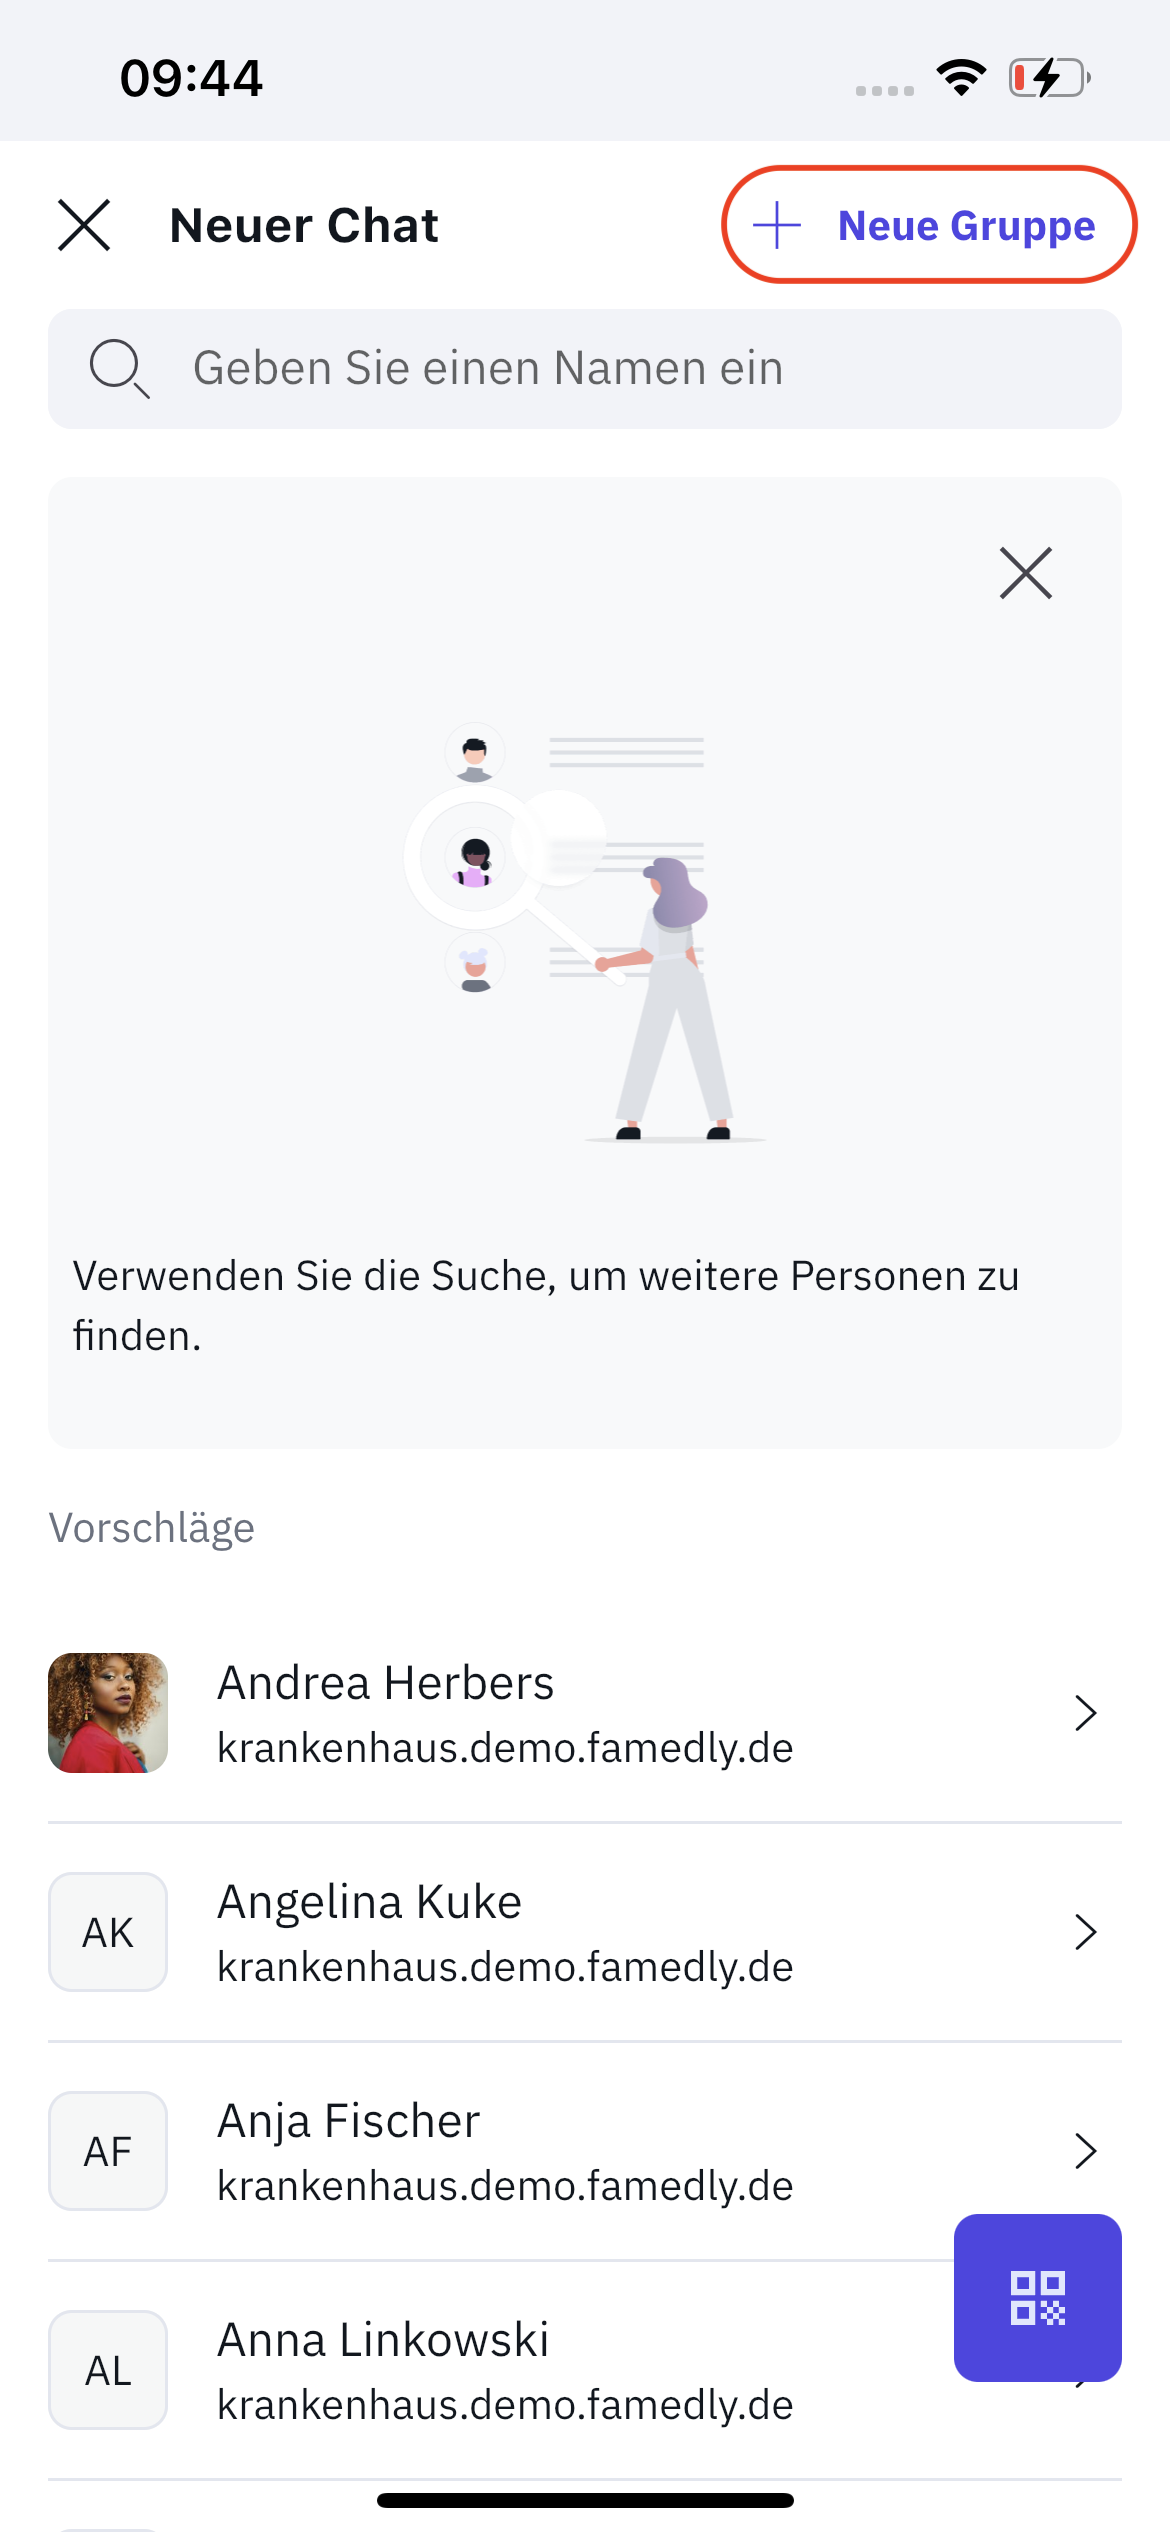 09:44
Neuer Chat
Neue Gruppe
Geben Sie einen Namen ein
Verwenden Sie die Suche, um weitere Personen zu
finden.
Vorschläge
Andrea Herbers
krankenhaus.demo.famedly.de
AK
Angelina Kuke
krankenhaus.demo.famedly.de
AF
Anja Fischer
krankenhaus.demo.famedly.de
AL
Anna Linkowski
krankenhaus.demo.famedly.de